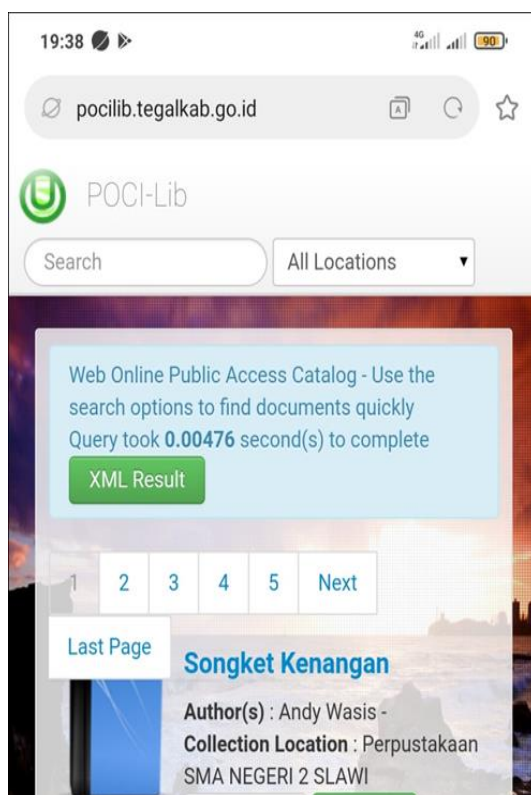 19:38
4G
90
pocilib.tegalkab.go.id
A
POCI-Lib
Search
All Locations
Web Online Public Access Catalog - Use the
search options to find documents quickly
Query took 0.00476 second(s) to complete
XML Result
1 2 3 4 5 Next
Last Page
Songket Kenangan
Author(s) : Andy Wasis -
Collection Location : Perpustakaan
SMA NEGERI 2 SLAWI